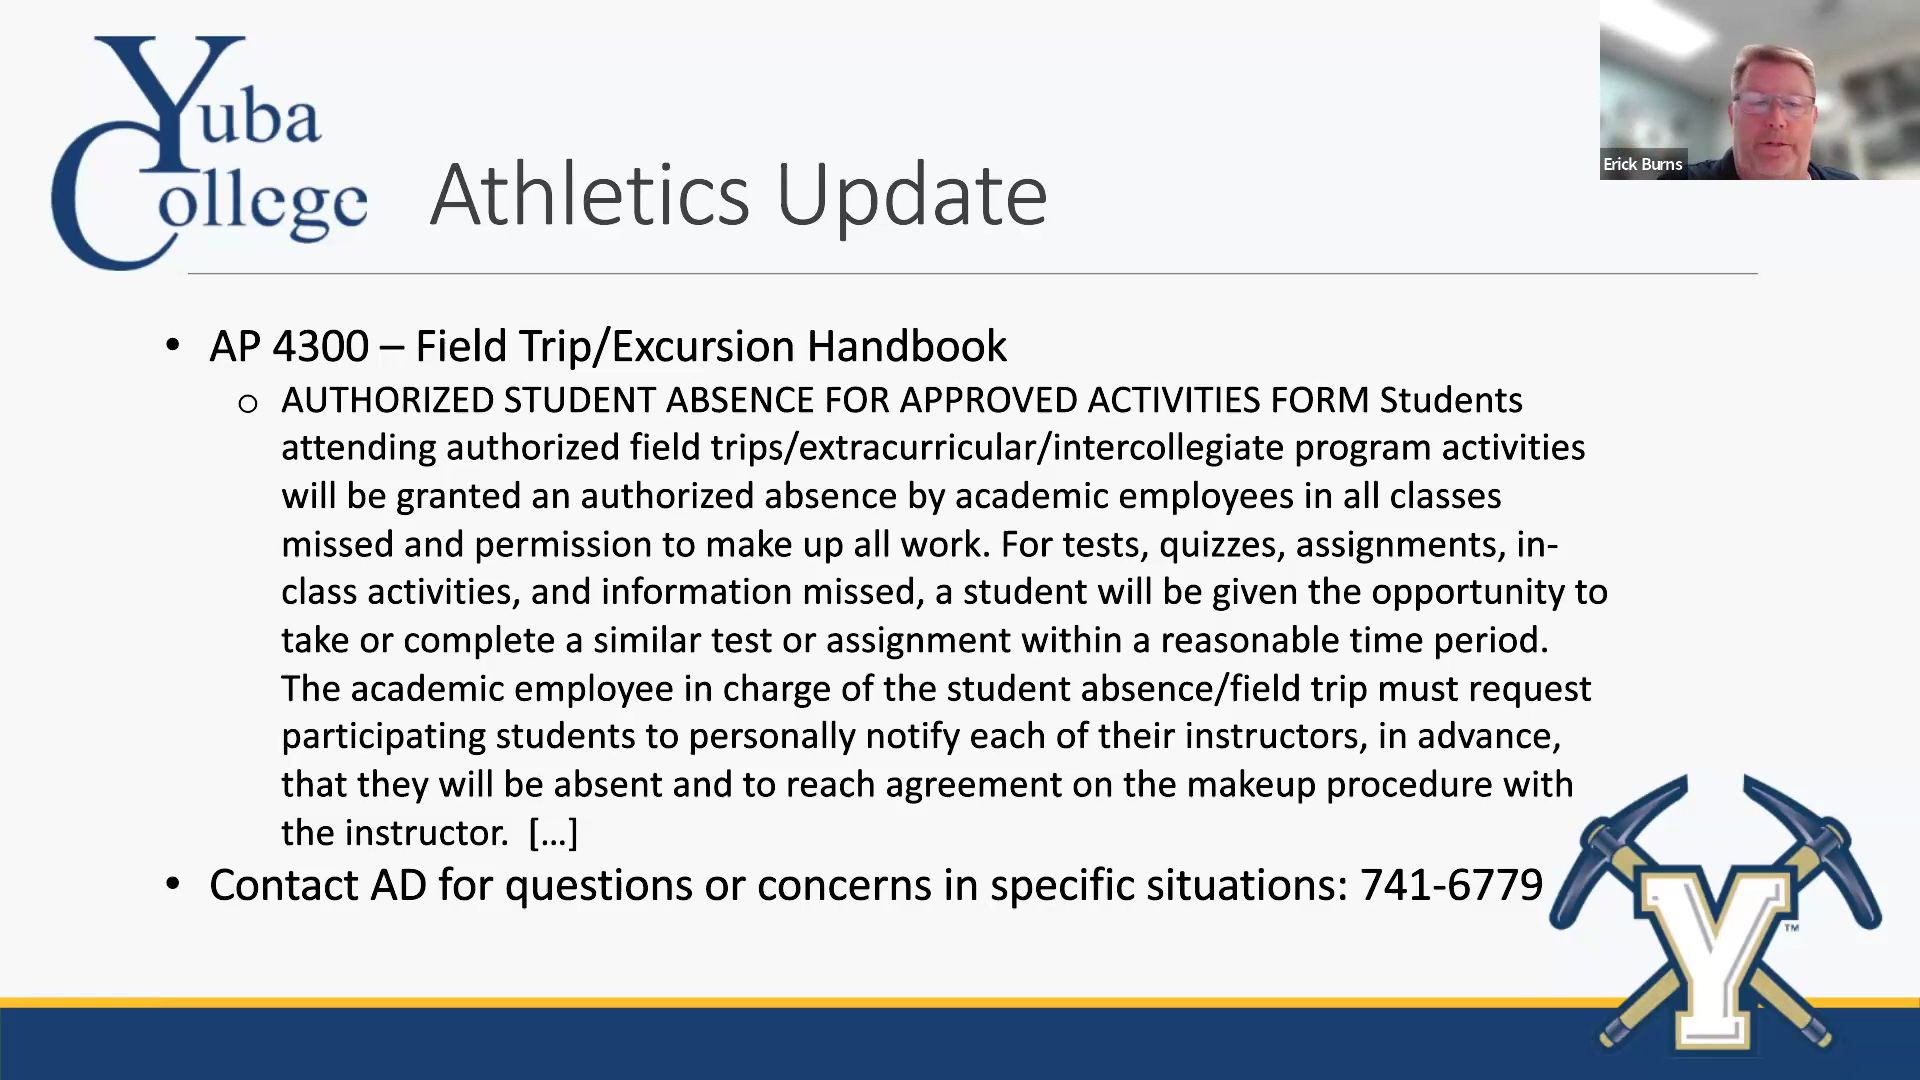 Yuba
College
Erick Burns
Athletics Update
• AP 4300 – Field Trip/Excursion Handbook
o AUTHORIZED STUDENT ABSENCE FOR APPROVED ACTIVITIES FORM Students
attending authorized field trips/extracurricular/intercollegiate program activities
will be granted an authorized absence by academic employees in all classes
missed and permission to make up all work. For tests, quizzes, assignments, in-
class activities, and information missed, a student will be given the opportunity to
take or complete a similar test or assignment within a reasonable time period.
The academic employee in charge of the student absence/field trip must request
participating students to personally notify each of their instructors, in advance,
that they will be absent and to reach agreement on the makeup procedure with
the instructor.  […]
• Contact AD for questions or concerns in specific situations: 741-6779
Y
TM